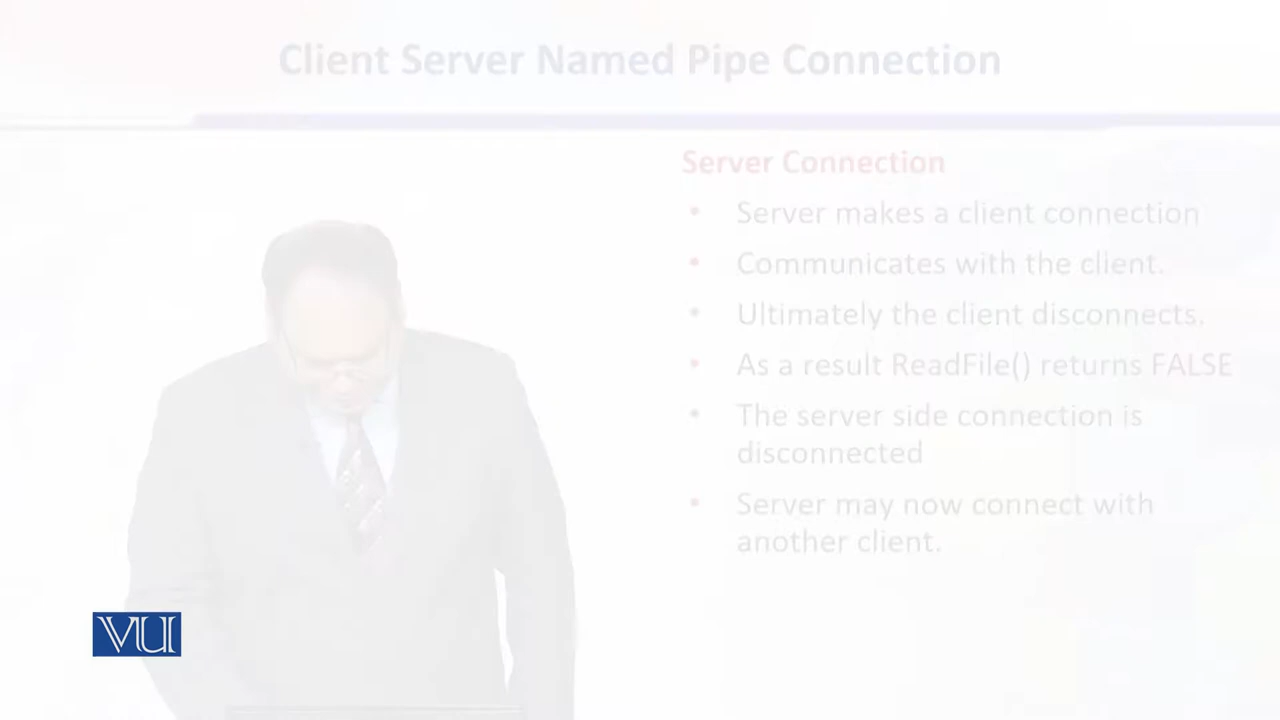 Client Server Named Pipe Connection
Server Connection
• Server makes a client connection
• Communicates with the client.
• Ultimately the client disconnects.
• As a result ReadFile() returns FALSE
• The server side connection is
disconnected
• Server may now connect with
another client.
VU